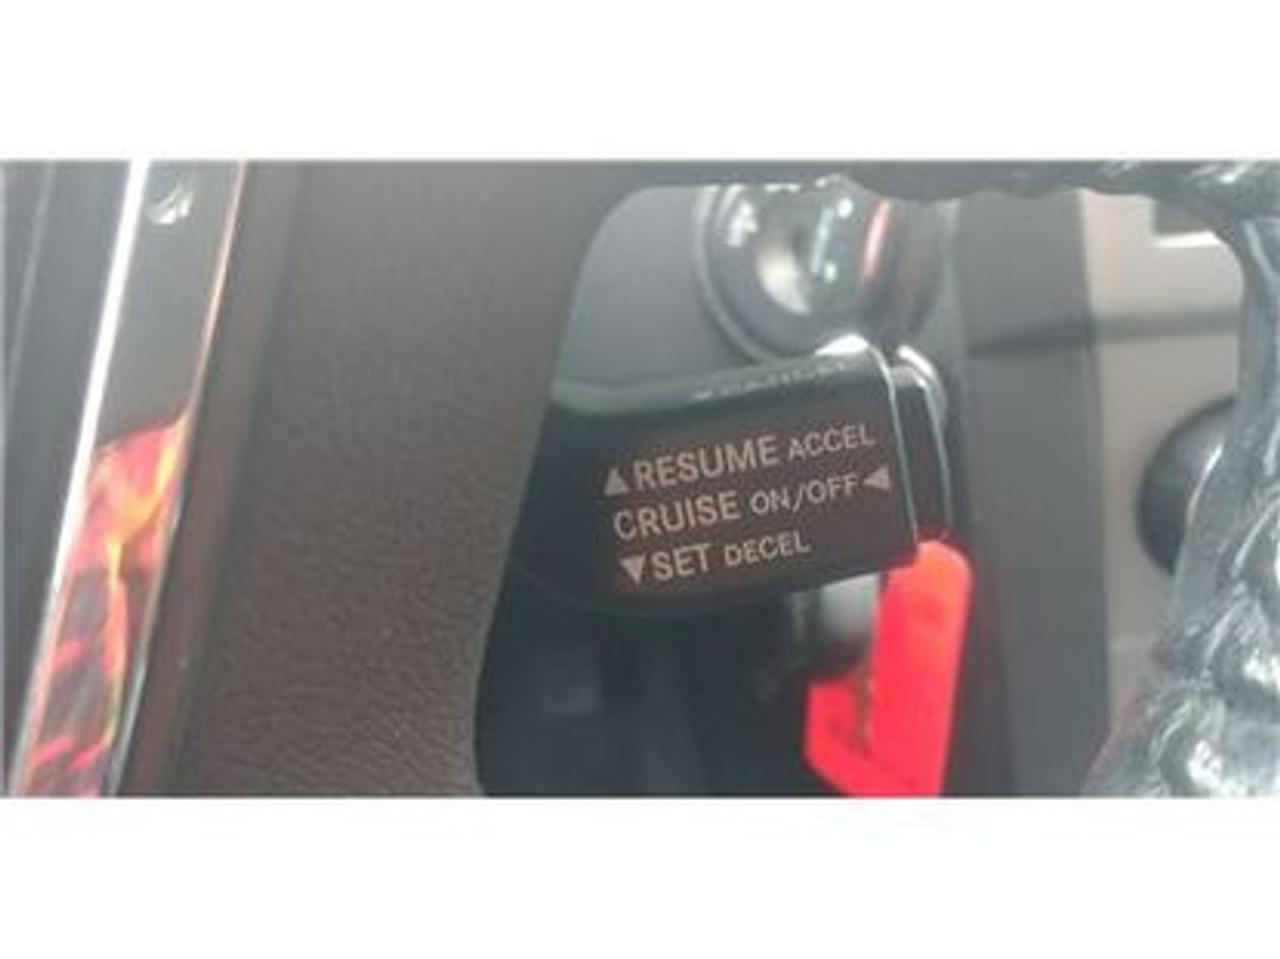 ▲RESUME ACCEL
CRUISE ON/OFF◀
▼SET DECEL